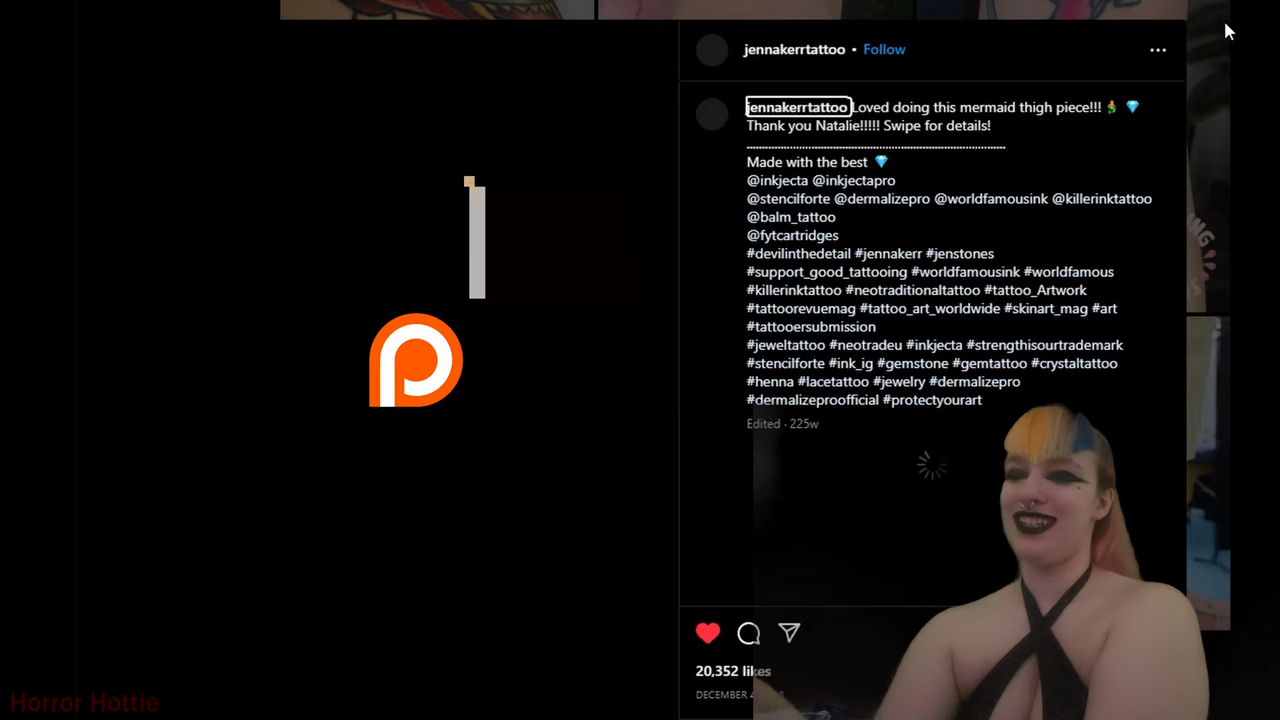 jennakerrtattoo • Follow
jennakerrtattoo Loved doing this mermaid thigh piece!!! 🧜‍♀️ 💎
Thank you Natalie!!!!! Swipe for details!
Made with the best 💎
@inkjecta @inkjectapro
@stencilforte @dermalizepro @worldfamousink @killerinktattoo
@balm_tattoo
@fytcartridges
#devilinthedetail #jennakerr #jenstones
#support_good_tattooing #worldfamousink #worldfamous
#killerinktattoo #neotraditionaltattoo #tattoo_Artwork
#tattoorevuemag #tattoo_art_worldwide #skinart_mag #art
#tattooersubmission
#jeweltattoo #neotradeu #inkjecta #strengthisourtrademark
#stencilforte #ink_ig #gemstone #gemtattoo #crystaltattoo
#henna #lacetattoo #jewelry #dermalizepro
#dermalizeproofficial #protectyourart
Edited · 225w
20,352 likes
DECEMBER
Horror Hottie